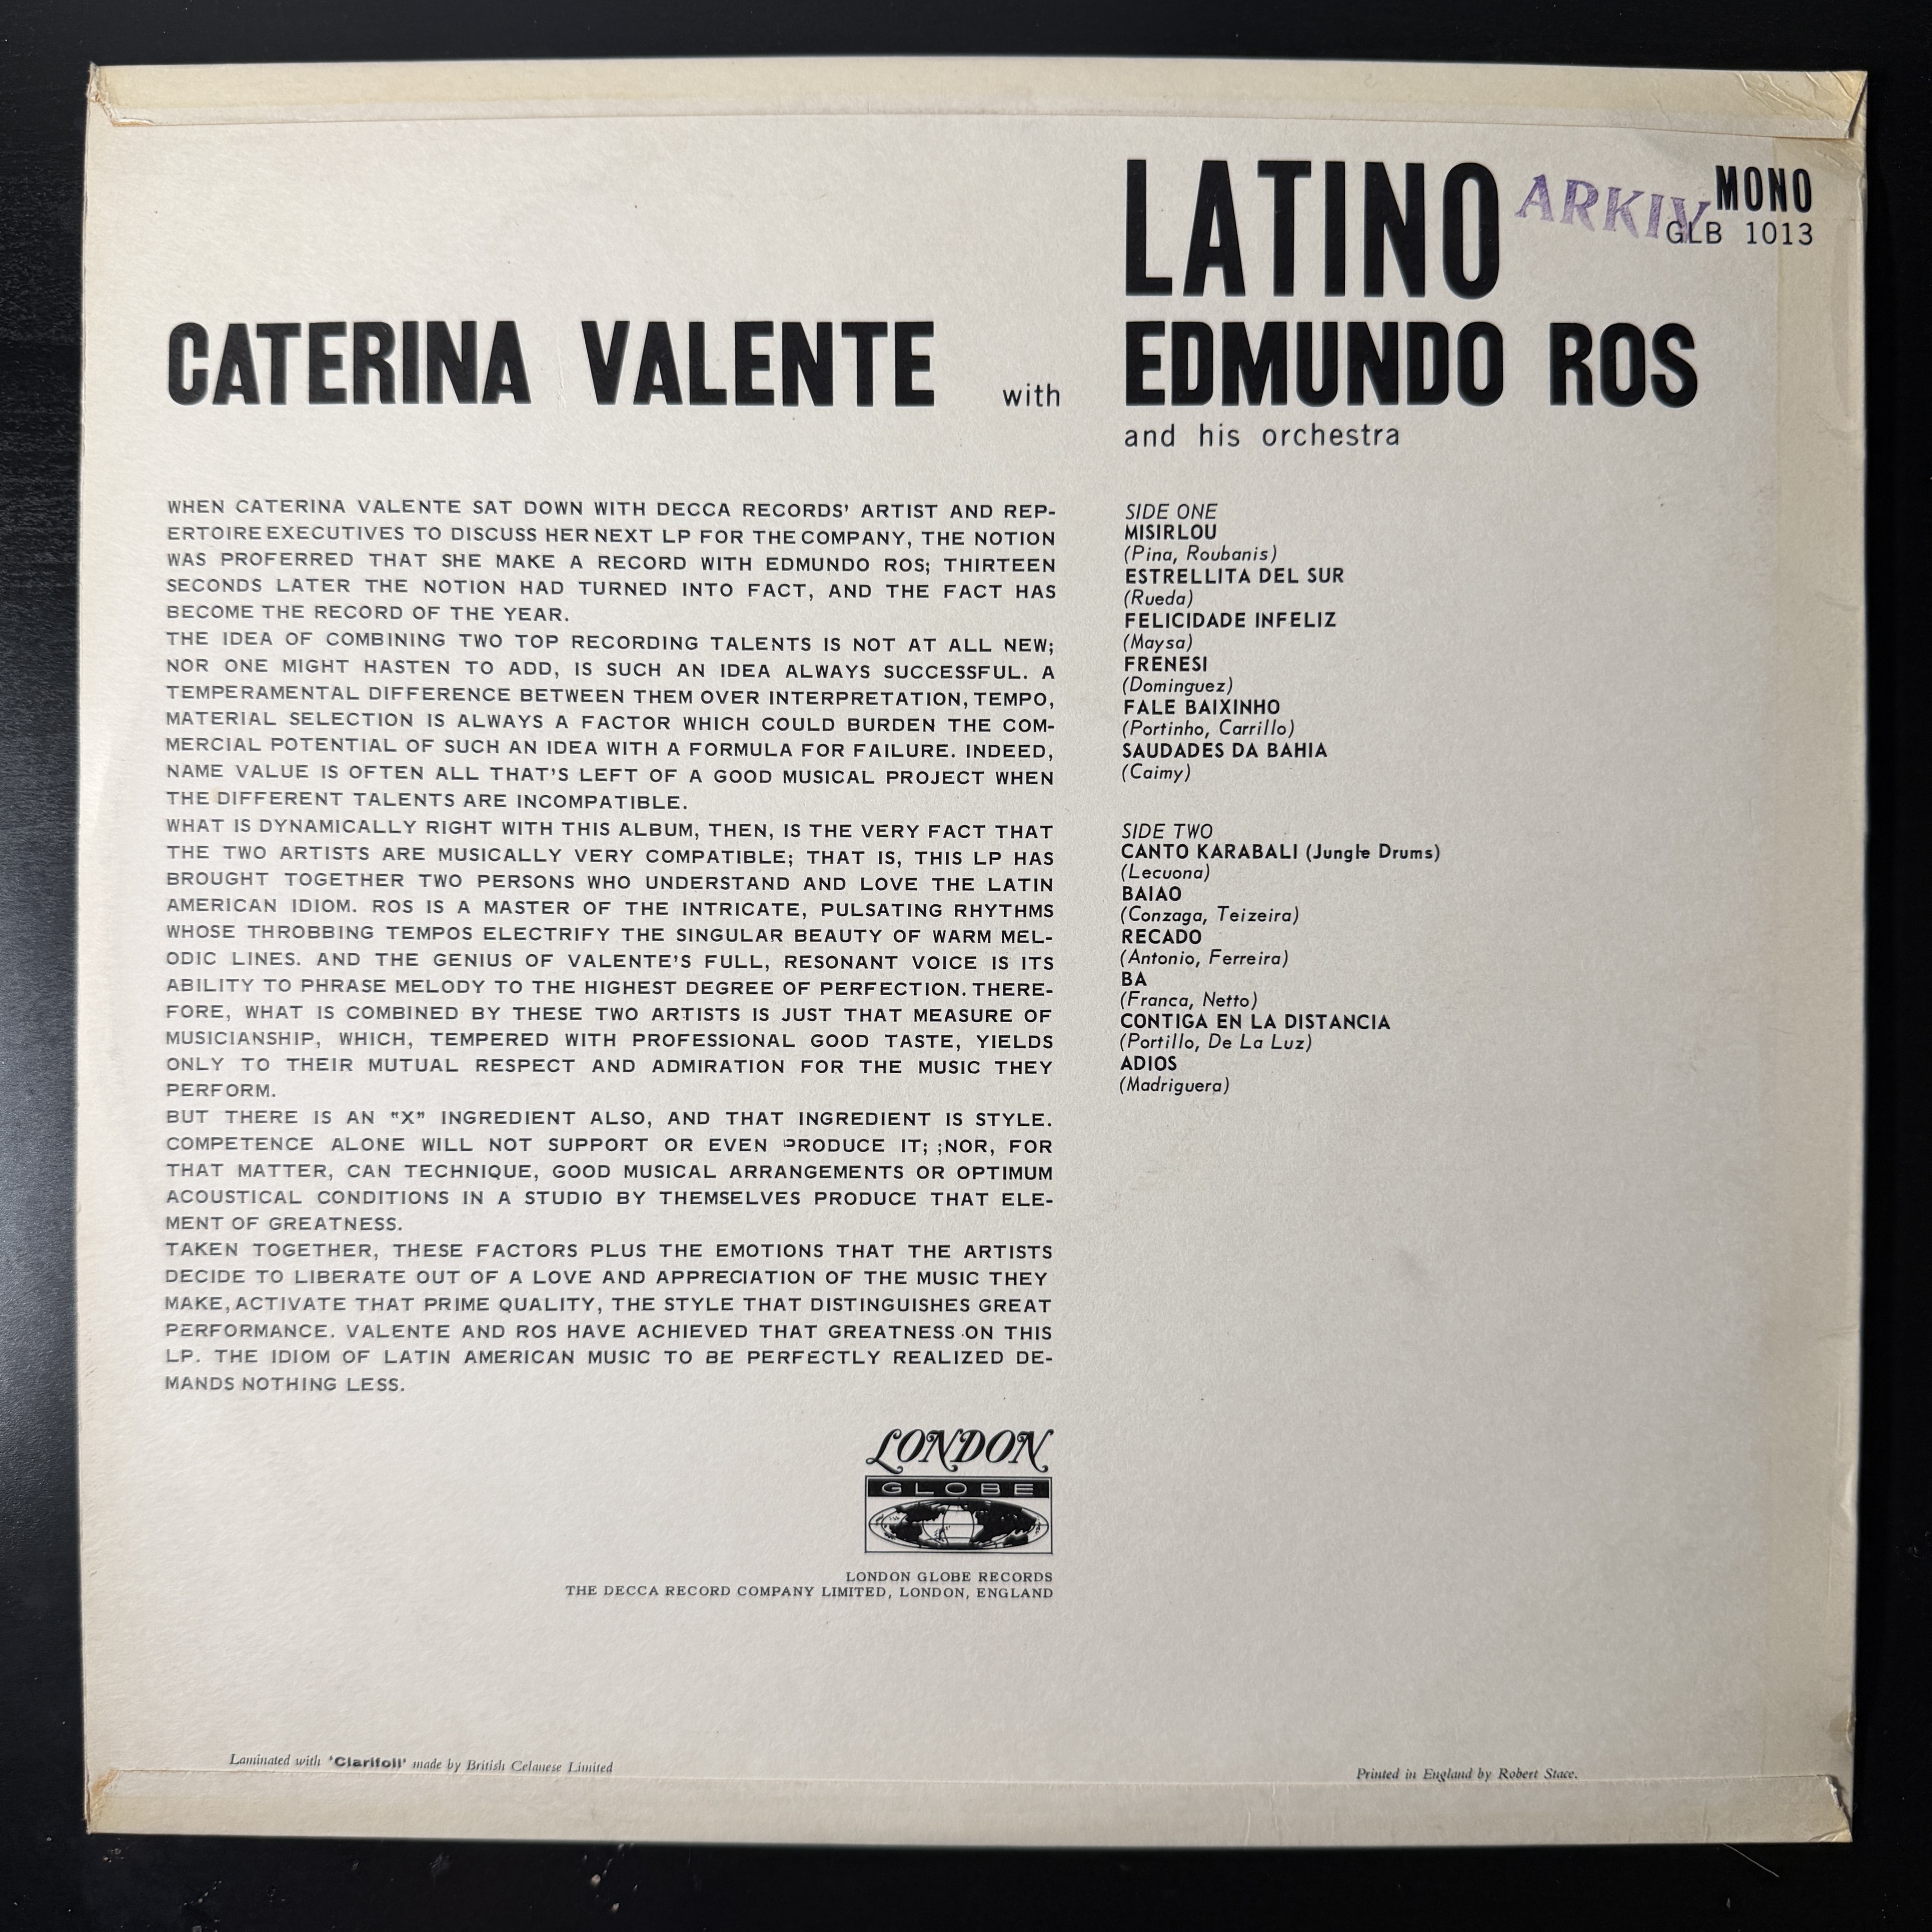 LATINO
ARKIV
MONO
GLB 1013
CATERINA VALENTE with EDMUNDO ROS
and his orchestra
WHEN CATERINA VALENTE SAT DOWN WITH DECCA RECORDS' ARTIST AND REP-
ERTOIRE EXECUTIVES TO DISCUSS HER NEXT LP FOR THE COMPANY, THE NOTION
WAS PROFERRED THAT SHE MAKE A RECORD WITH EDMUNDO ROS; THIRTEEN
SECONDS LATER THE NOTION HAD TURNED INTO FACT, AND THE FACT HAS
BECOME THE RECORD OF THE YEAR.
THE IDEA OF COMBINING TWO TOP RECORDING TALENTS IS NOT AT ALL NEW;
NOR ONE MIGHT HASTEN TO ADD, IS SUCH AN IDEA ALWAYS SUCCESSFUL. A
TEMPERAMENTAL DIFFERENCE BETWEEN THEM OVER INTERPRETATION, TEMPO,
MATERIAL SELECTION IS ALWAYS A FACTOR WHICH COULD BURDEN THE COM-
MERCIAL POTENTIAL OF SUCH AN IDEA WITH A FORMULA FOR FAILURE. INDEED,
NAME VALUE IS OFTEN ALL THAT'S LEFT OF A GOOD MUSICAL PROJECT WHEN
THE DIFFERENT TALENTS ARE INCOMPATIBLE.
WHAT IS DYNAMICALLY RIGHT WITH THIS ALBUM, THEN, IS THE VERY FACT THAT
THE TWO ARTISTS ARE MUSICALLY VERY COMPATIBLE; THAT IS, THIS LP HAS
BROUGHT TOGETHER TWO PERSONS WHO UNDERSTAND AND LOVE THE LATIN
AMERICAN IDIOM. ROS IS A MASTER OF THE INTRICATE, PULSATING RHYTHMS
WHOSE THROBBING TEMPOS ELECTRIFY THE SINGULAR BEAUTY OF WARM MEL-
ODIC LINES. AND THE GENIUS OF VALENTE'S FULL, RESONANT VOICE IS ITS
ABILITY TO PHRASE MELODY TO THE HIGHEST DEGREE OF PERFECTION. THERE-
FORE, WHAT IS COMBINED BY THESE TWO ARTISTS IS JUST THAT MEASURE OF
MUSICIANSHIP, WHICH, TEMPERED WITH PROFESSIONAL GOOD TASTE, YIELDS
ONLY TO THEIR MUTUAL RESPECT AND ADMIRATION FOR THE MUSIC THEY
PERFORM.
BUT THERE IS AN "X" INGREDIENT ALSO, AND THAT INGREDIENT IS STYLE.
COMPETENCE ALONE WILL NOT SUPPORT OR EVEN PRODUCE IT; ;NOR, FOR
THAT MATTER, CAN TECHNIQUE, GOOD MUSICAL ARRANGEMENTS OR OPTIMUM
ACOUSTICAL CONDITIONS IN A STUDIO BY THEMSELVES PRODUCE THAT ELE-
MENT OF GREATNESS.
TAKEN TOGETHER, THESE FACTORS PLUS THE EMOTIONS THAT THE ARTISTS
DECIDE TO LIBERATE OUT OF A LOVE AND APPRECIATION OF THE MUSIC THEY
MAKE, ACTIVATE THAT PRIME QUALITY, THE STYLE THAT DISTINGUISHES GREAT
PERFORMANCE. VALENTE AND ROS HAVE ACHIEVED THAT GREATNESS ON THIS
LP. THE IDIOM OF LATIN AMERICAN MUSIC TO BE PERFECTLY REALIZED DE-
MANDS NOTHING LESS.
SIDE ONE
MISIRLOU
(Pina, Roubanis)
ESTRELLITA DEL SUR
(Rueda)
FELICIDADE INFELIZ
(Maysa)
FRENESI
(Dominguez)
FALE BAIXINHO
(Portinho, Carrillo)
SAUDADES DA BAHIA
(Caimy)
SIDE TWO
CANTO KARABALI (Jungle Drums)
(Lecuona)
BAIAO
(Conzaga, Teizeira)
RECADO
(Antonio, Ferreira)
BA
(Franca, Netto)
CONTIGA EN LA DISTANCIA
(Portillo, De La Luz)
ADIOS
(Madriguera)
LONDON
GLOBE
LONDON GLOBE RECORDS
THE DECCA RECORD COMPANY LIMITED, LONDON, ENGLAND
Laminated with 'Clarifoil' made by British Celanese Limited
Printed in England by Robert Stace.